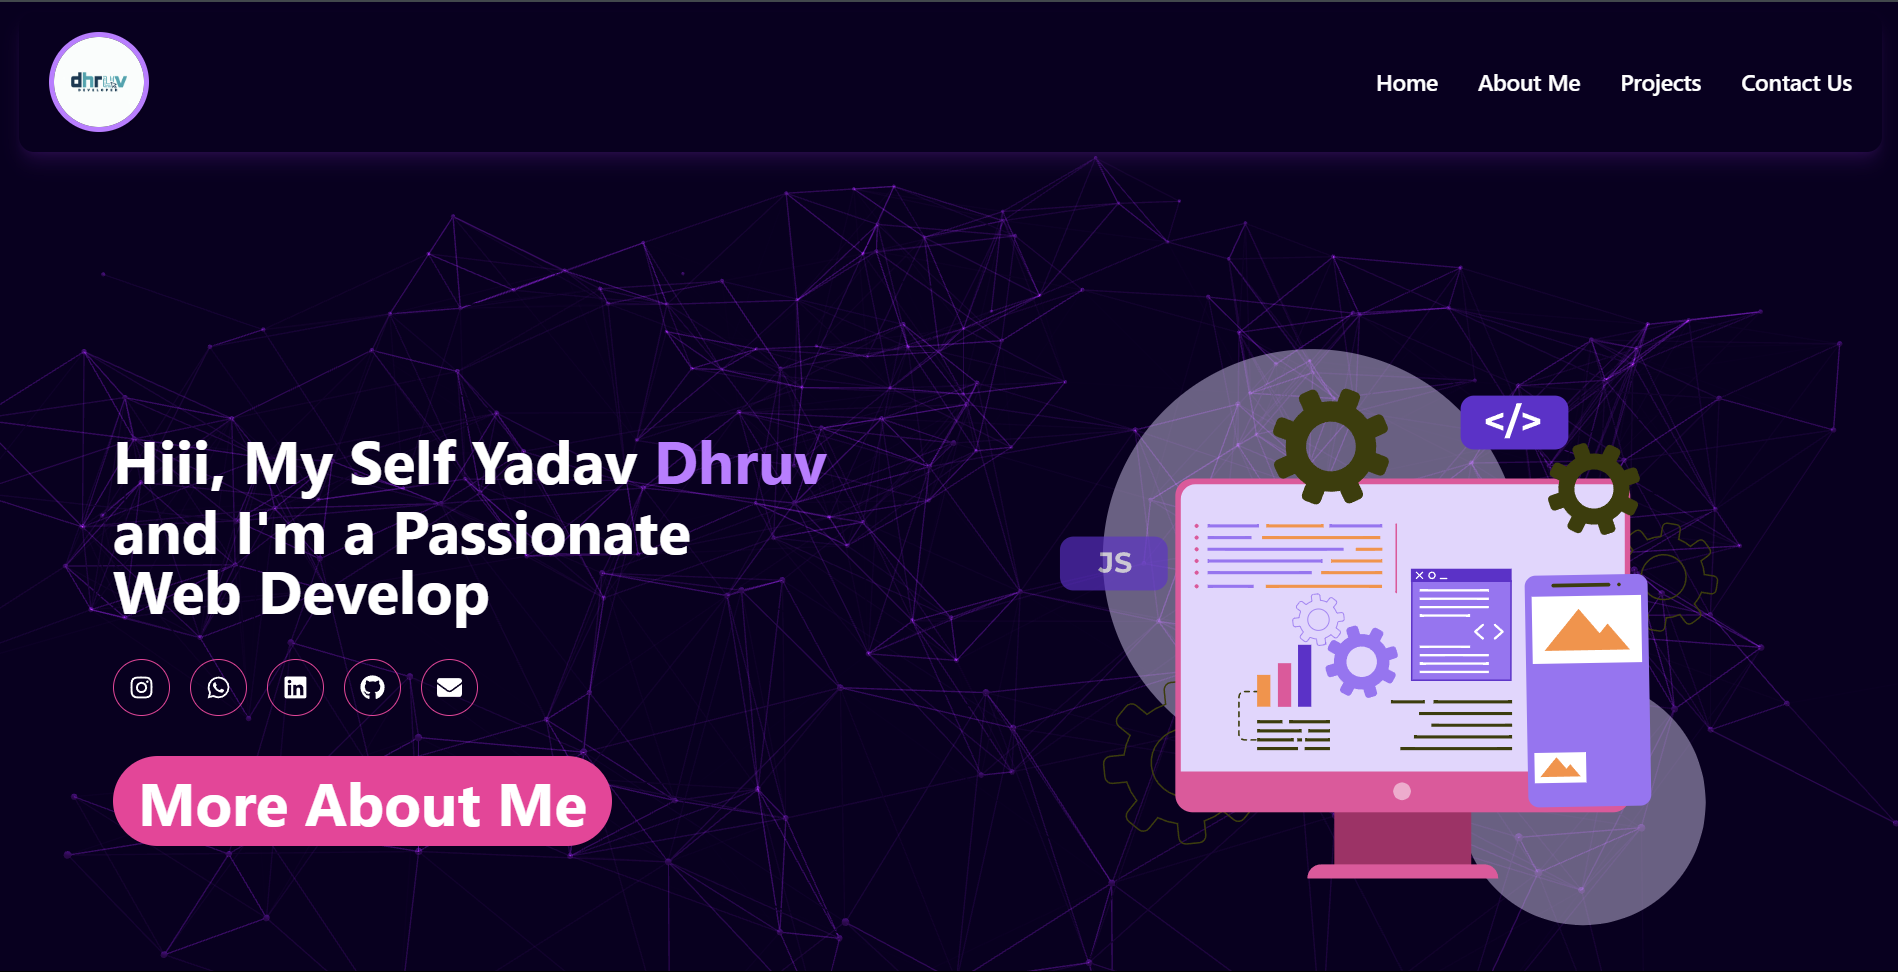 dhruv
DEVELOPER
Home About Me Projects Contact Us
Hiii, My Self Yadav Dhruv
and I'm a Passionate
Web Develop
More About Me
</>
JS